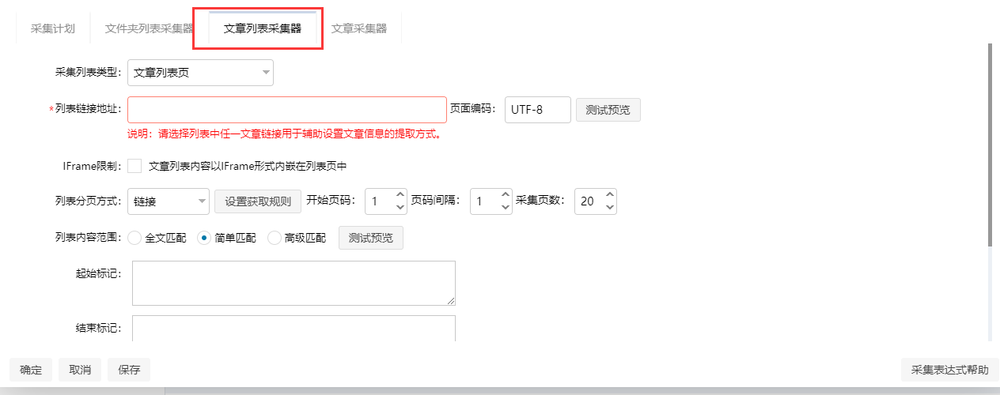 采集计划 文件夹列表采集器 文章列表采集器 文章采集器
采集列表类型： 文章列表页
*列表链接地址： 页面编码： UTF-8 测试预览
说明：请选择列表中任一文章链接用于辅助设置文章信息的提取方式。
IFrame限制： 文章列表内容以IFrame形式内嵌在列表页中
列表分页方式： 链接 设置获取规则 开始页码： 1 页码间隔： 1 采集页数： 20
列表内容范围： 全文匹配 简单匹配 高级匹配 测试预览
起始标记：
结束标记：
确定 取消 保存 采集表达式帮助